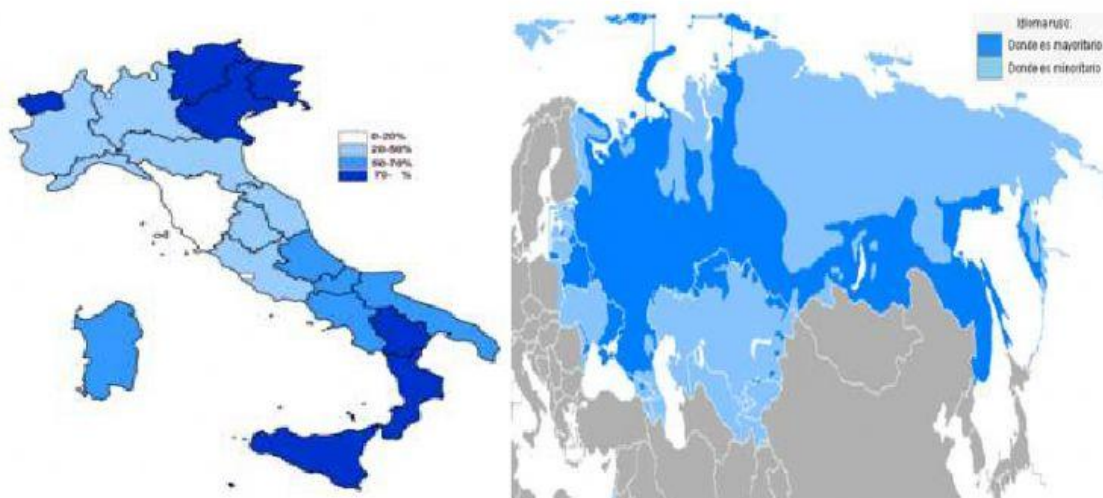 0-20%
20-50%
50-70%
70- %
Idioma ruso:
Donde es mayoritario
Donde es minoritario